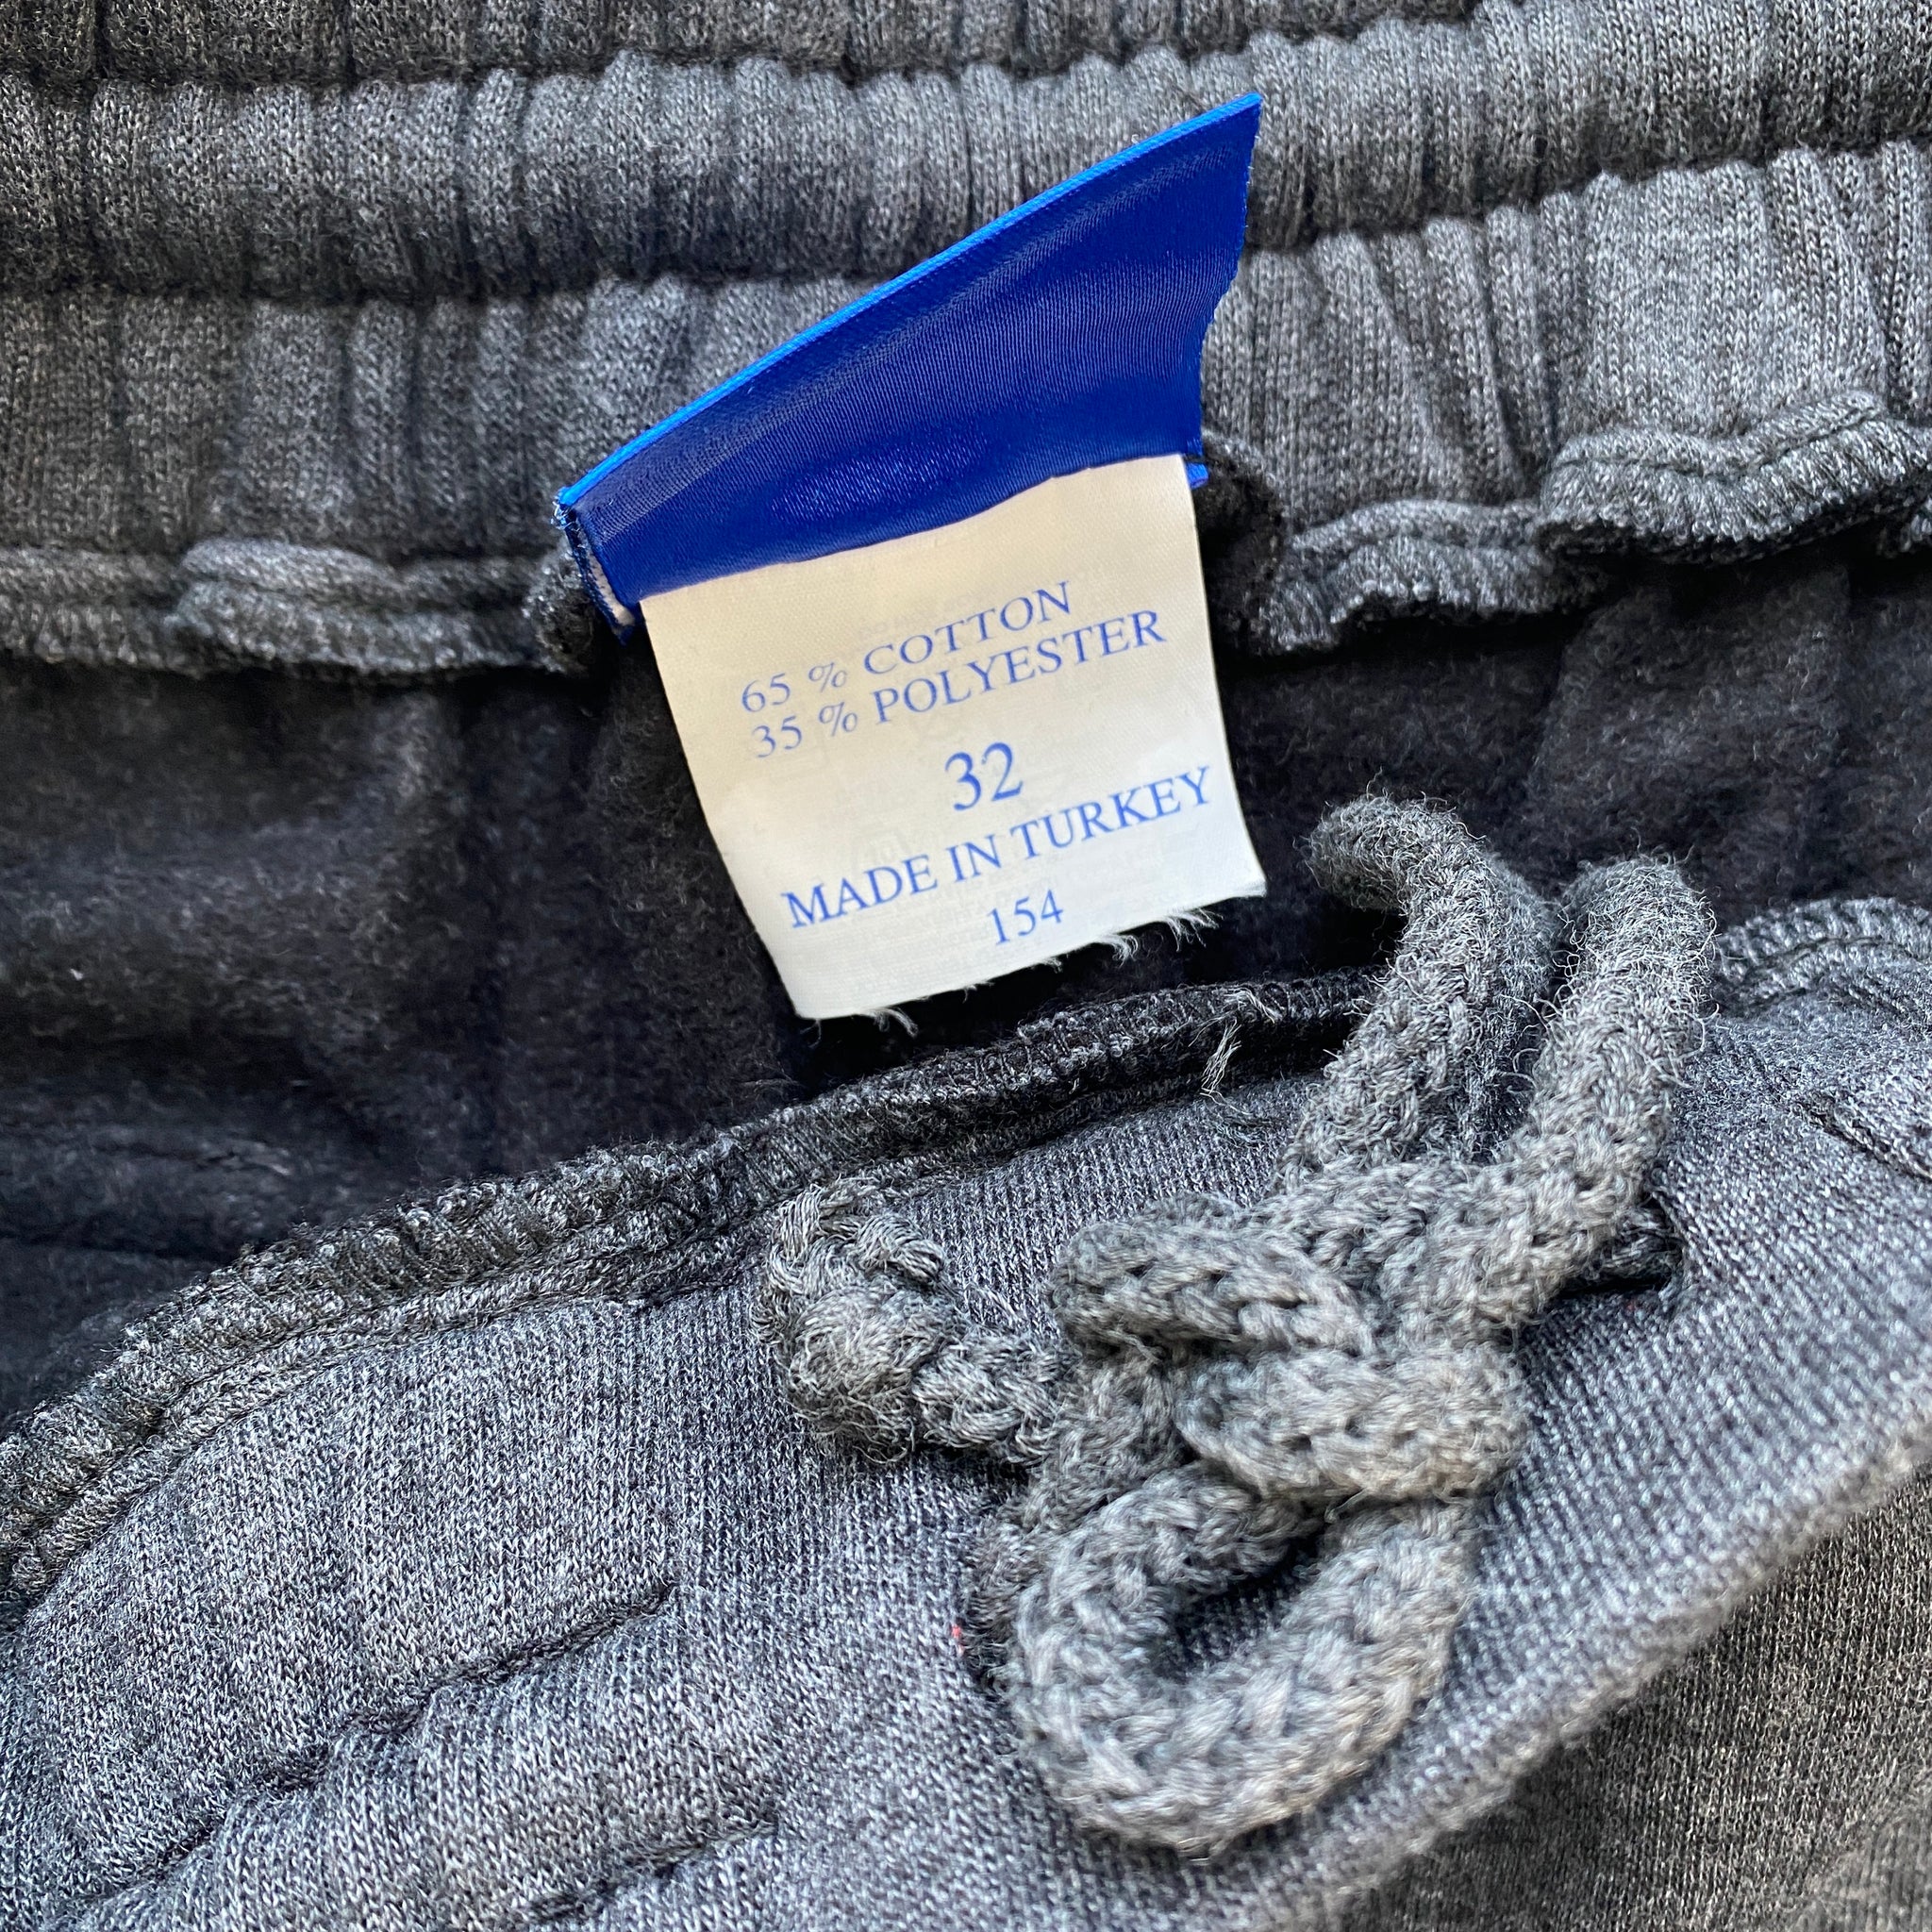 65 % COTTON
35 % POLYESTER
32
MADE IN TURKEY
154